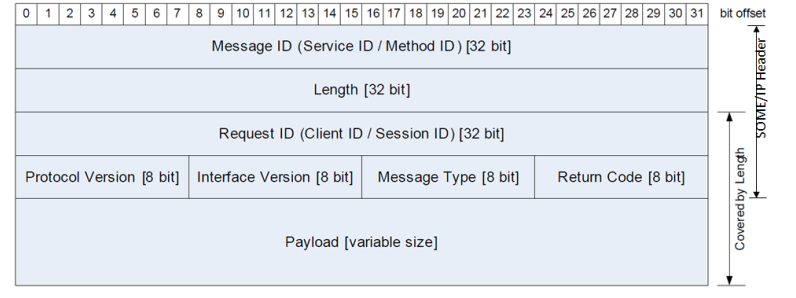 0 1 2 3 4 5 6 7 8 9 10 11 12 13 14 15 16 17 18 19 20 21 22 23 24 25 26 27 28 29 30 31 bit offset
Message ID (Service ID / Method ID) [32 bit]
Length [32 bit]
Request ID (Client ID / Session ID) [32 bit]
Protocol Version [8 bit] Interface Version [8 bit] Message Type [8 bit] Return Code [8 bit]
Payload [variable size]
SOME/IP Header
Covered by Length